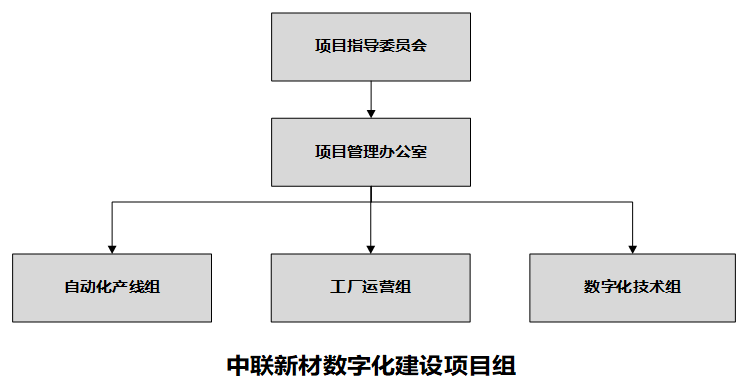 项目指导委员会
项目管理办公室
自动化产线组
工厂运营组
数字化技术组
中联新材数字化建设项目组